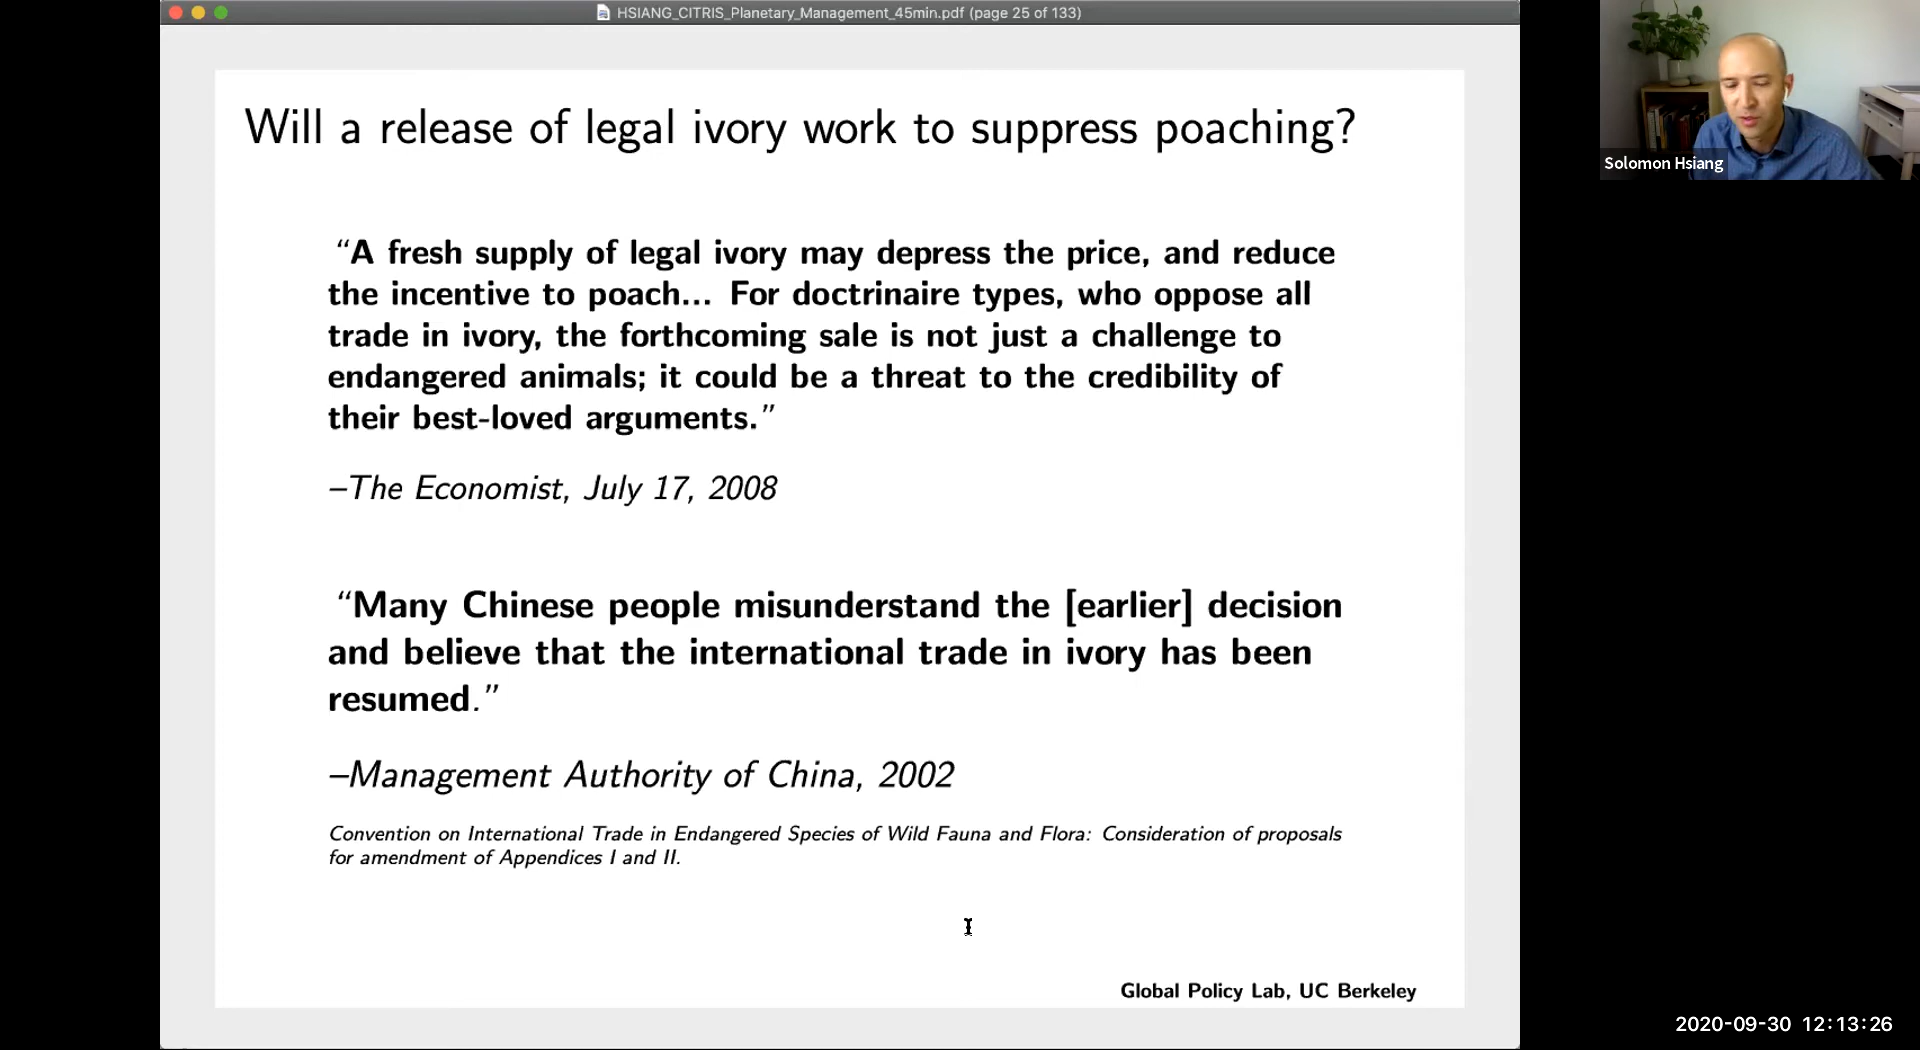 HSIANG_CITRIS_Planetary_Management_45min.pdf (page 25 of 133)
Will a release of legal ivory work to suppress poaching?
“A fresh supply of legal ivory may depress the price, and reduce
the incentive to poach... For doctrinaire types, who oppose all
trade in ivory, the forthcoming sale is not just a challenge to
endangered animals; it could be a threat to the credibility of
their best-loved arguments.”
–The Economist, July 17, 2008
“Many Chinese people misunderstand the [earlier] decision
and believe that the international trade in ivory has been
resumed.”
–Management Authority of China, 2002
Convention on International Trade in Endangered Species of Wild Fauna and Flora: Consideration of proposals
for amendment of Appendices I and II.
Global Policy Lab, UC Berkeley
Solomon Hsiang
2020-09-30 12:13:26